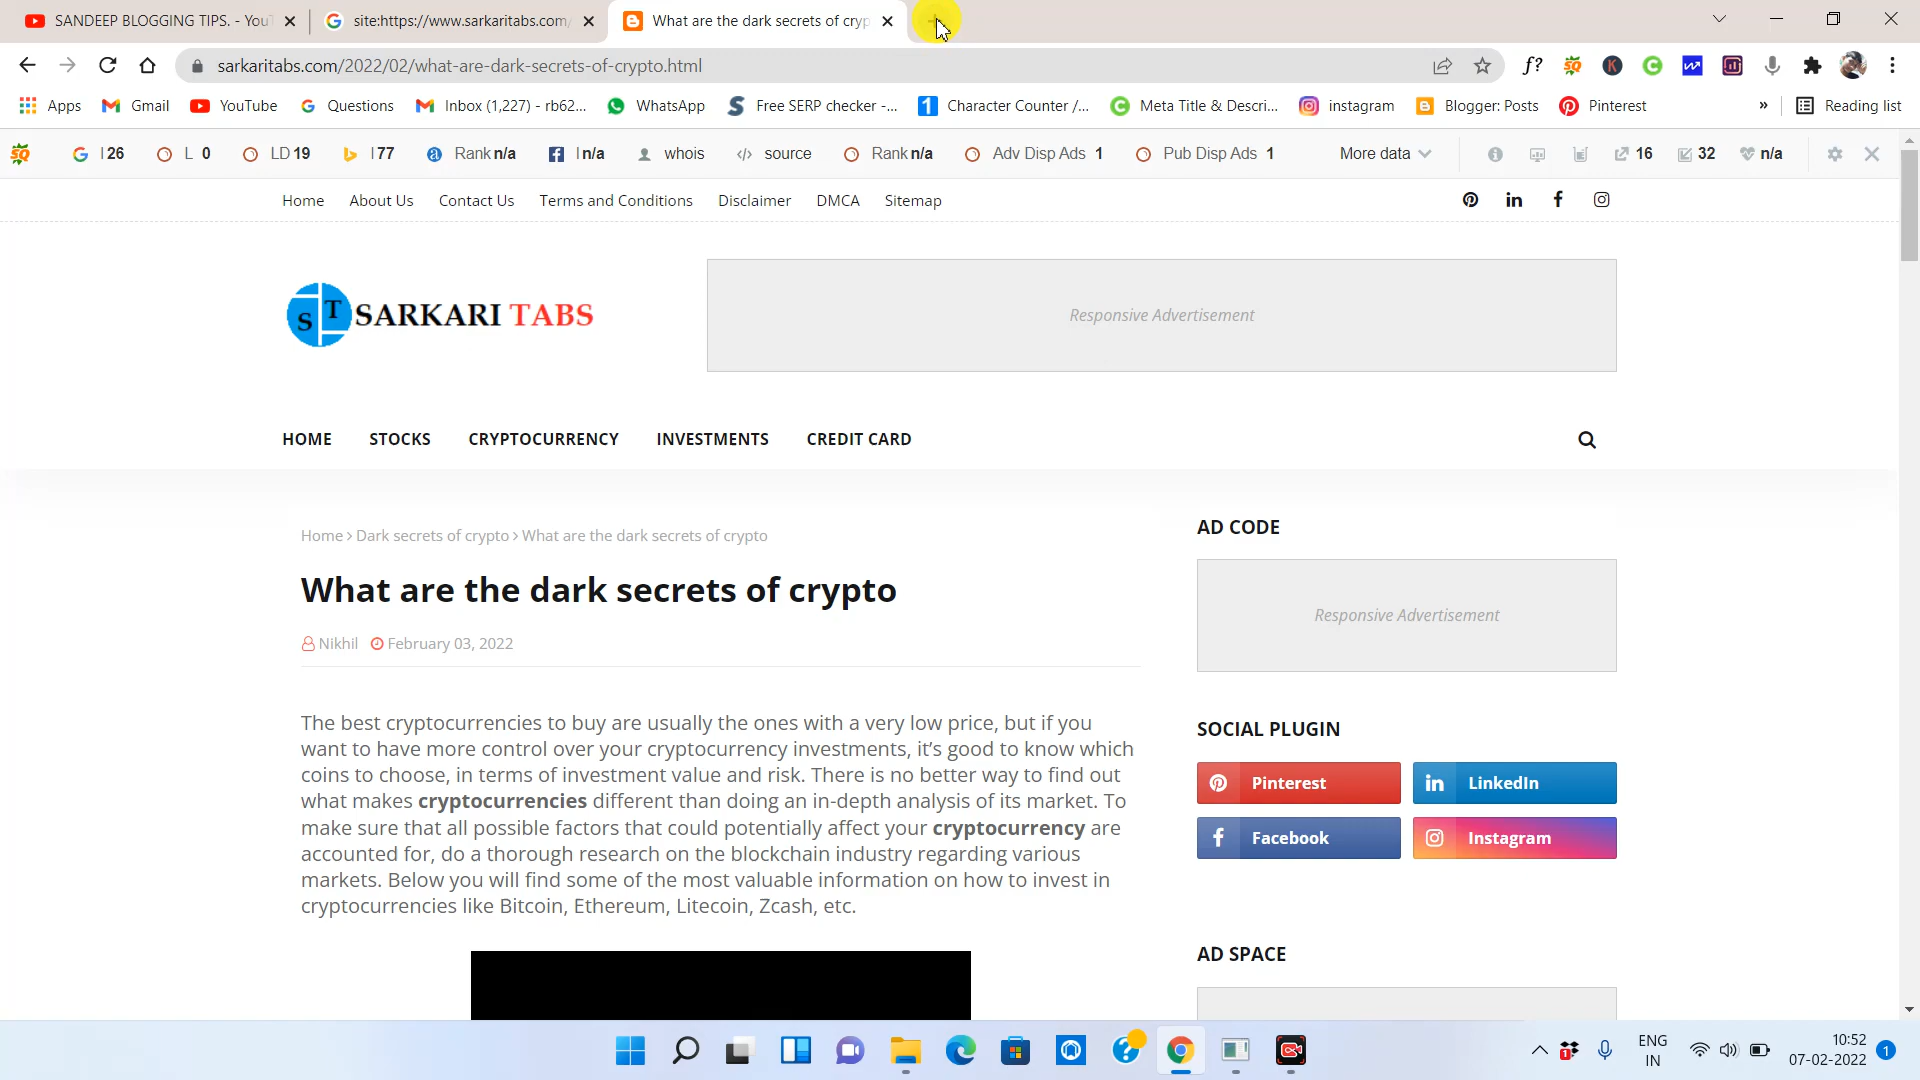 SANDEEP BLOGGING TIPS. - You
site:https://www.sarkaritabs.com/
What are the dark secrets of cryp
sarkaritabs.com/2022/02/what-are-dark-secrets-of-crypto.html
f?
Apps
Gmail
YouTube
Questions
Inbox (1,227) - rb62...
WhatsApp
Free SERP checker -...
Character Counter /...
Meta Title & Descri...
instagram
Blogger: Posts
Pinterest
»
Reading list
I 26
L 0
LD 19
I 77
Rank n/a
I n/a
whois
source
Rank n/a
Adv Disp Ads 1
Pub Disp Ads 1
More data
16
32
n/a
Home
About Us
Contact Us
Terms and Conditions
Disclaimer
DMCA
Sitemap
ST SARKARI TABS
Responsive Advertisement
HOME
STOCKS
CRYPTOCURRENCY
INVESTMENTS
CREDIT CARD
Home › Dark secrets of crypto › What are the dark secrets of crypto
What are the dark secrets of crypto
Nikhil February 03, 2022
The best cryptocurrencies to buy are usually the ones with a very low price, but if you
want to have more control over your cryptocurrency investments, it’s good to know which
coins to choose, in terms of investment value and risk. There is no better way to find out
what makes cryptocurrencies different than doing an in-depth analysis of its market. To
make sure that all possible factors that could potentially affect your cryptocurrency are
accounted for, do a thorough research on the blockchain industry regarding various
markets. Below you will find some of the most valuable information on how to invest in
cryptocurrencies like Bitcoin, Ethereum, Litecoin, Zcash, etc.
AD CODE
Responsive Advertisement
SOCIAL PLUGIN
Pinterest
LinkedIn
Facebook
Instagram
AD SPACE
ENG
IN
10:52
07-02-2022
1